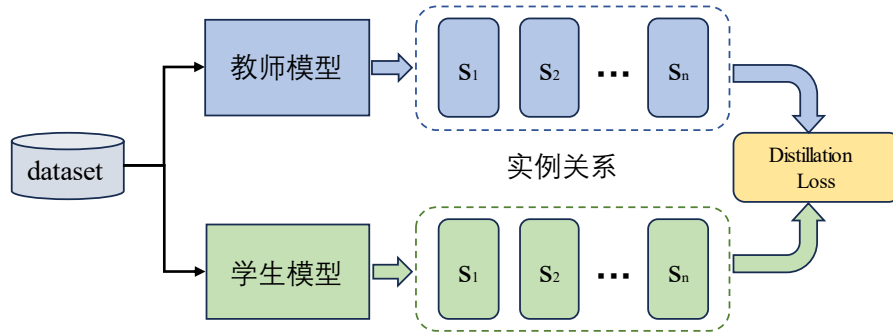 教师模型
S1 S2 ... Sn
dataset
实例关系
Distillation
Loss
学生模型
S1 S2 ... Sn